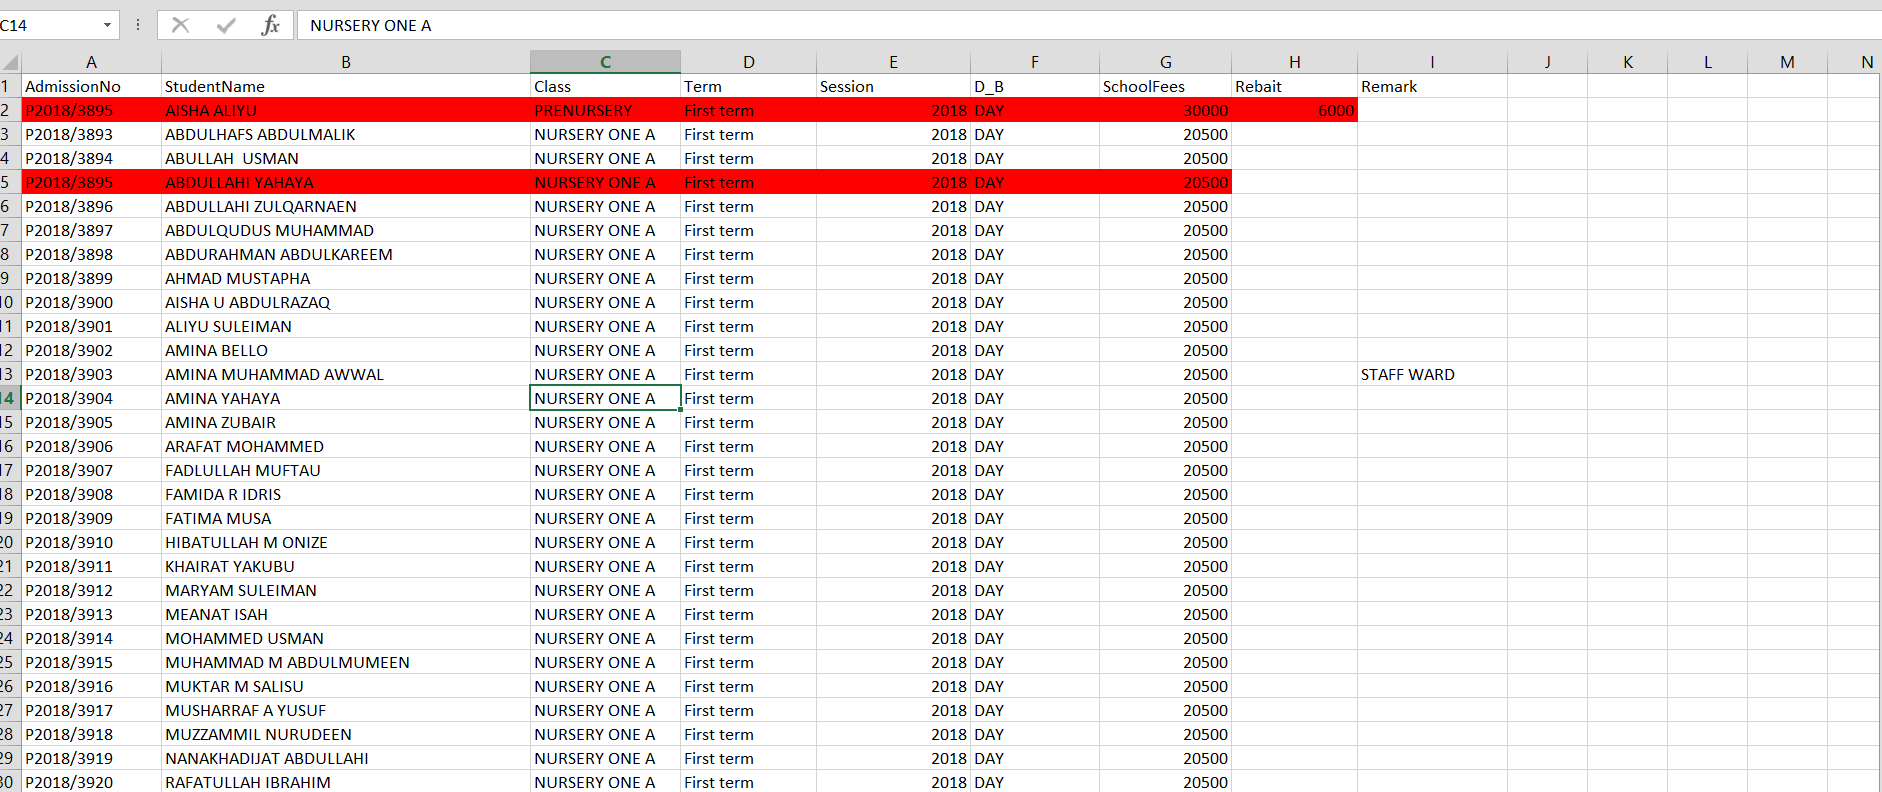 C14 fx NURSERY ONE A
A B C D E F G H I J K L M N
1 AdmissionNo StudentName Class Term Session D_B SchoolFees Rebait Remark
2 P2018/3895 AISHA ALIYU PRENURSERY First term 2018 DAY 30000 6000
3 P2018/3893 ABDULHAFS ABDULMALIK NURSERY ONE A First term 2018 DAY 20500
4 P2018/3894 ABULLAH  USMAN NURSERY ONE A First term 2018 DAY 20500
5 P2018/3895 ABDULLAHI YAHAYA NURSERY ONE A First term 2018 DAY 20500
6 P2018/3896 ABDULLAHI ZULQARNAEN NURSERY ONE A First term 2018 DAY 20500
7 P2018/3897 ABDULQUDUS MUHAMMAD NURSERY ONE A First term 2018 DAY 20500
8 P2018/3898 ABDURAHMAN ABDULKAREEM NURSERY ONE A First term 2018 DAY 20500
9 P2018/3899 AHMAD MUSTAPHA NURSERY ONE A First term 2018 DAY 20500
10 P2018/3900 AISHA U ABDULRAZAQ NURSERY ONE A First term 2018 DAY 20500
11 P2018/3901 ALIYU SULEIMAN NURSERY ONE A First term 2018 DAY 20500
12 P2018/3902 AMINA BELLO NURSERY ONE A First term 2018 DAY 20500
13 P2018/3903 AMINA MUHAMMAD AWWAL NURSERY ONE A First term 2018 DAY 20500 STAFF WARD
14 P2018/3904 AMINA YAHAYA NURSERY ONE A First term 2018 DAY 20500
15 P2018/3905 AMINA ZUBAIR NURSERY ONE A First term 2018 DAY 20500
16 P2018/3906 ARAFAT MOHAMMED NURSERY ONE A First term 2018 DAY 20500
17 P2018/3907 FADLULLAH MUFTAU NURSERY ONE A First term 2018 DAY 20500
18 P2018/3908 FAMIDA R IDRIS NURSERY ONE A First term 2018 DAY 20500
19 P2018/3909 FATIMA MUSA NURSERY ONE A First term 2018 DAY 20500
20 P2018/3910 HIBATULLAH M ONIZE NURSERY ONE A First term 2018 DAY 20500
21 P2018/3911 KHAIRAT YAKUBU NURSERY ONE A First term 2018 DAY 20500
22 P2018/3912 MARYAM SULEIMAN NURSERY ONE A First term 2018 DAY 20500
23 P2018/3913 MEANAT ISAH NURSERY ONE A First term 2018 DAY 20500
24 P2018/3914 MOHAMMED USMAN NURSERY ONE A First term 2018 DAY 20500
25 P2018/3915 MUHAMMAD M ABDULMUMEEN NURSERY ONE A First term 2018 DAY 20500
26 P2018/3916 MUKTAR M SALISU NURSERY ONE A First term 2018 DAY 20500
27 P2018/3917 MUSHARRAF A YUSUF NURSERY ONE A First term 2018 DAY 20500
28 P2018/3918 MUZZAMMIL NURUDEEN NURSERY ONE A First term 2018 DAY 20500
29 P2018/3919 NANAKHADIJAT ABDULLAHI NURSERY ONE A First term 2018 DAY 20500
30 P2018/3920 RAFATULLAH IBRAHIM NURSERY ONE A First term 2018 DAY 20500